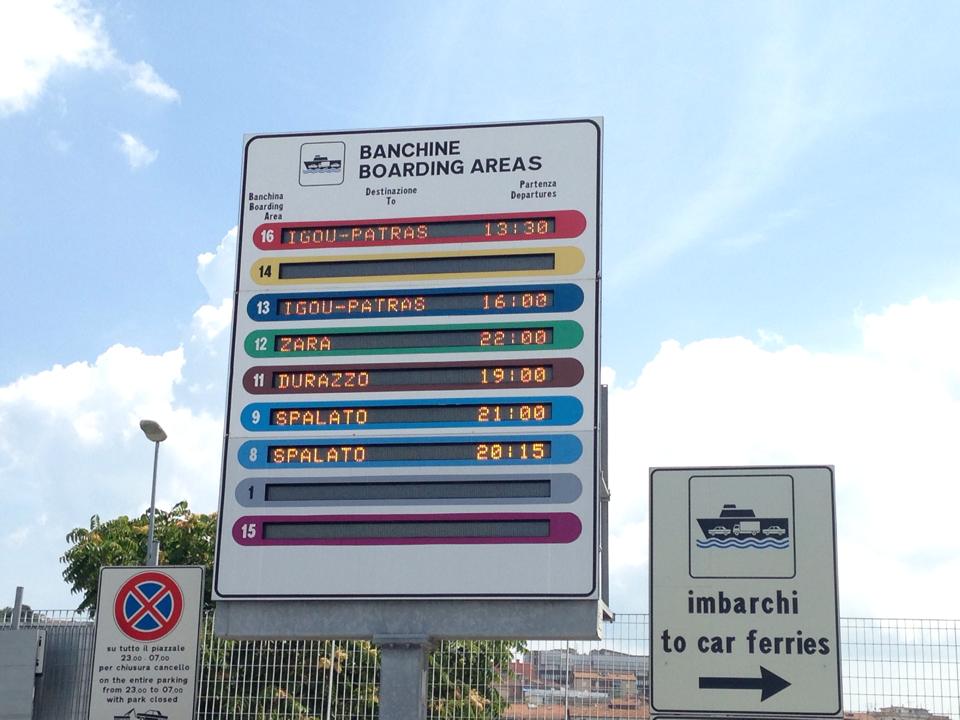 BANCHINE
BOARDING AREAS
Banchina
Boarding
Area
Destinazione
To
Partenza
Departures
16 IGOU-PATRAS 13:30
14
13 IGOU-PATRAS 16:00
12 ZARA 22:00
11 DURAZZO 19:00
9 SPALATO 21:00
8 SPALATO 20:15
1
15
su tutto il piazzale
23.00 07.00
per chiusura cancello
on the entire parking
from 23.00 to 07.00
with park closed
imbarchi
to car ferries